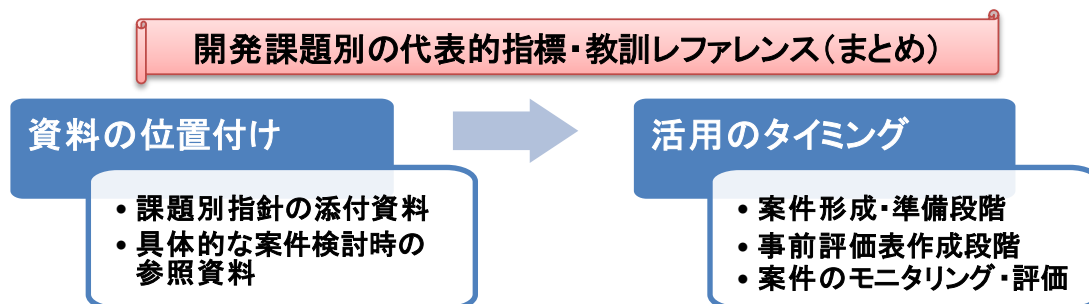 開発課題別の代表的指標・教訓レファレンス(まとめ)
資料の位置付け
• 課題別指針の添付資料
• 具体的な案件検討時の
参照資料
活用のタイミング
• 案件形成・準備段階
• 事前評価表作成段階
• 案件のモニタリング・評価